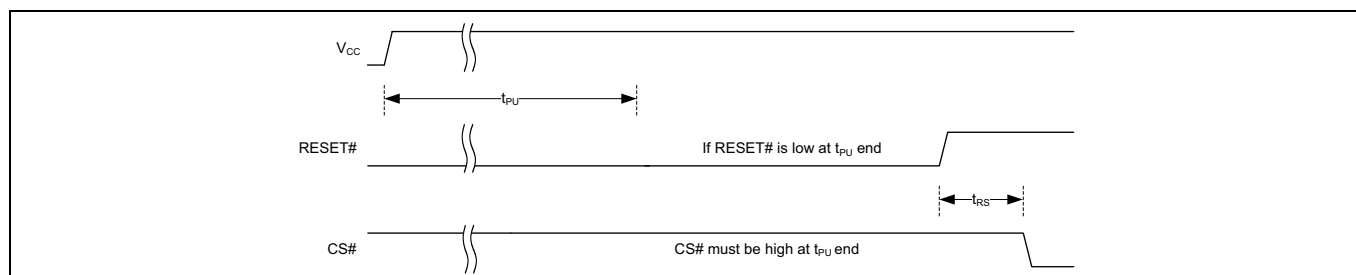 VCC
tPU
RESET#
If RESET# is low at tPU end
tRS
CS#
CS# must be high at tPU end